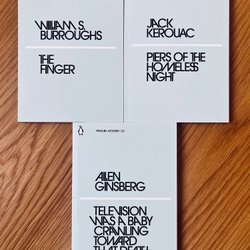 WILLIAM S.
BURROUGHS
THE
FINGER
JACK
KEROUAC
PIERS OF THE
HOMELESS
NIGHT
PENGUIN MODERN
ALLEN
GINSBERG
TELEVISION
WAS A BABY
CRAWLING
TOWARD
THAT DEATH